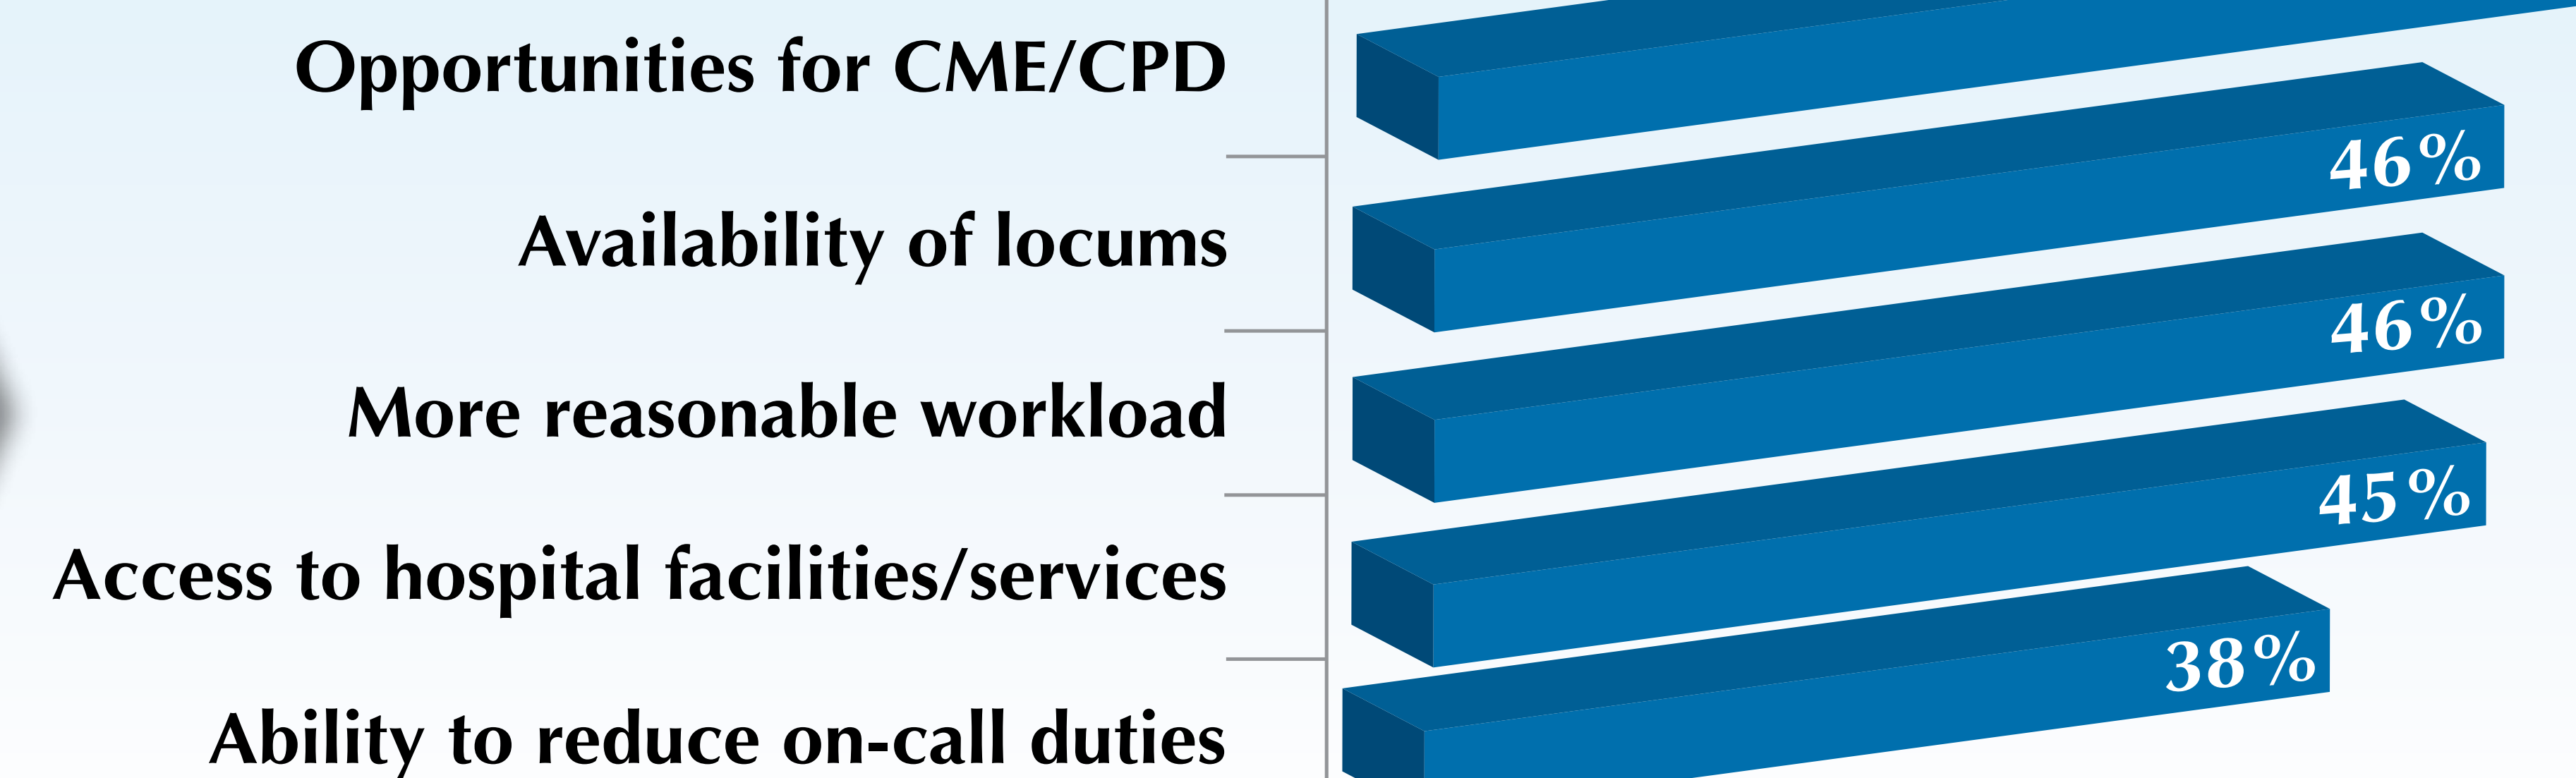 Opportunities for CME/CPD
46%
Availability of locums
46%
More reasonable workload
45%
Access to hospital facilities/services
38%
Ability to reduce on-call duties